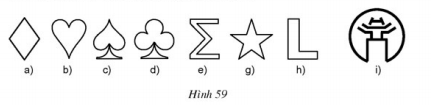 a) b) c) d) e) g) h) i)
Hình 59